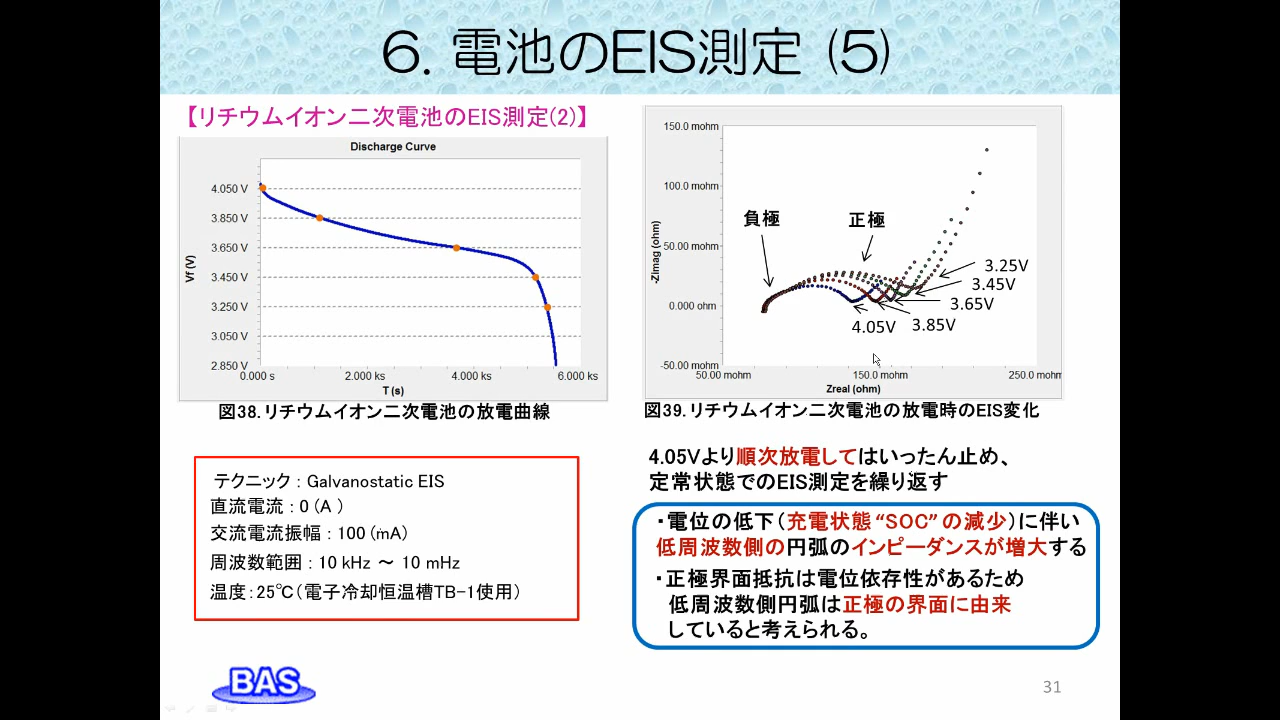 6. 電池のEIS測定 (5)
【リチウムイオン二次電池のEIS測定(2)】
Discharge Curve
4.050 V
3.850 V
3.650 V
3.450 V
3.250 V
3.050 V
2.850 V
Vf (V)
0.000 s
2.000 ks
4.000 ks
6.000 ks
T (s)
図38.リチウムイオン二次電池の放電曲線
150.0 mohm
100.0 mohm
50.00 mohm
0.000 ohm
-50.00 mohm
-Zimag (ohm)
負極
正極
3.25V
3.45V
3.65V
3.85V
4.05V
50.00 mohm
150.0 mohm
250.0 mohm
Zreal (ohm)
図39.リチウムイオン二次電池の放電時のEIS変化
テクニック : Galvanostatic EIS
直流電流 : 0 (A )
交流電流振幅 : 100 (mA)
周波数範囲 : 10 kHz ～ 10 mHz
温度:25℃(電子冷却恒温槽TB-1使用)
4.05Vより順次放電してはいったん止め、
定常状態でのEIS測定を繰り返す
・電位の低下(充電状態“SOC”の減少)に伴い
低周波数側の円弧のインピーダンスが増大する
・正極界面抵抗は電位依存性があるため
低周波数側円弧は正極の界面に由来
していると考えられる。
BAS
31